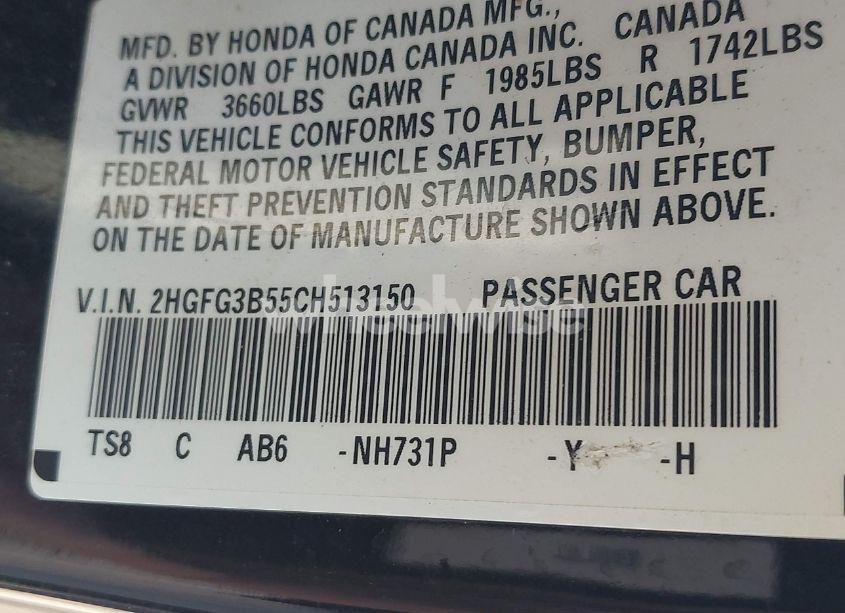 MFD. BY HONDA OF CANADA MFG.,
A DIVISION OF HONDA CANADA INC. CANADA
GVWR 3660LBS GAWR F 1985LBS R 1742LBS
THIS VEHICLE CONFORMS TO ALL APPLICABLE
FEDERAL MOTOR VEHICLE SAFETY, BUMPER,
AND THEFT PREVENTION STANDARDS IN EFFECT
ON THE DATE OF MANUFACTURE SHOWN ABOVE.
V.I.N. 2HGFG3B55CH513150 PASSENGER CAR
wheelwise
TS8 C AB6 -NH731P -Y -H